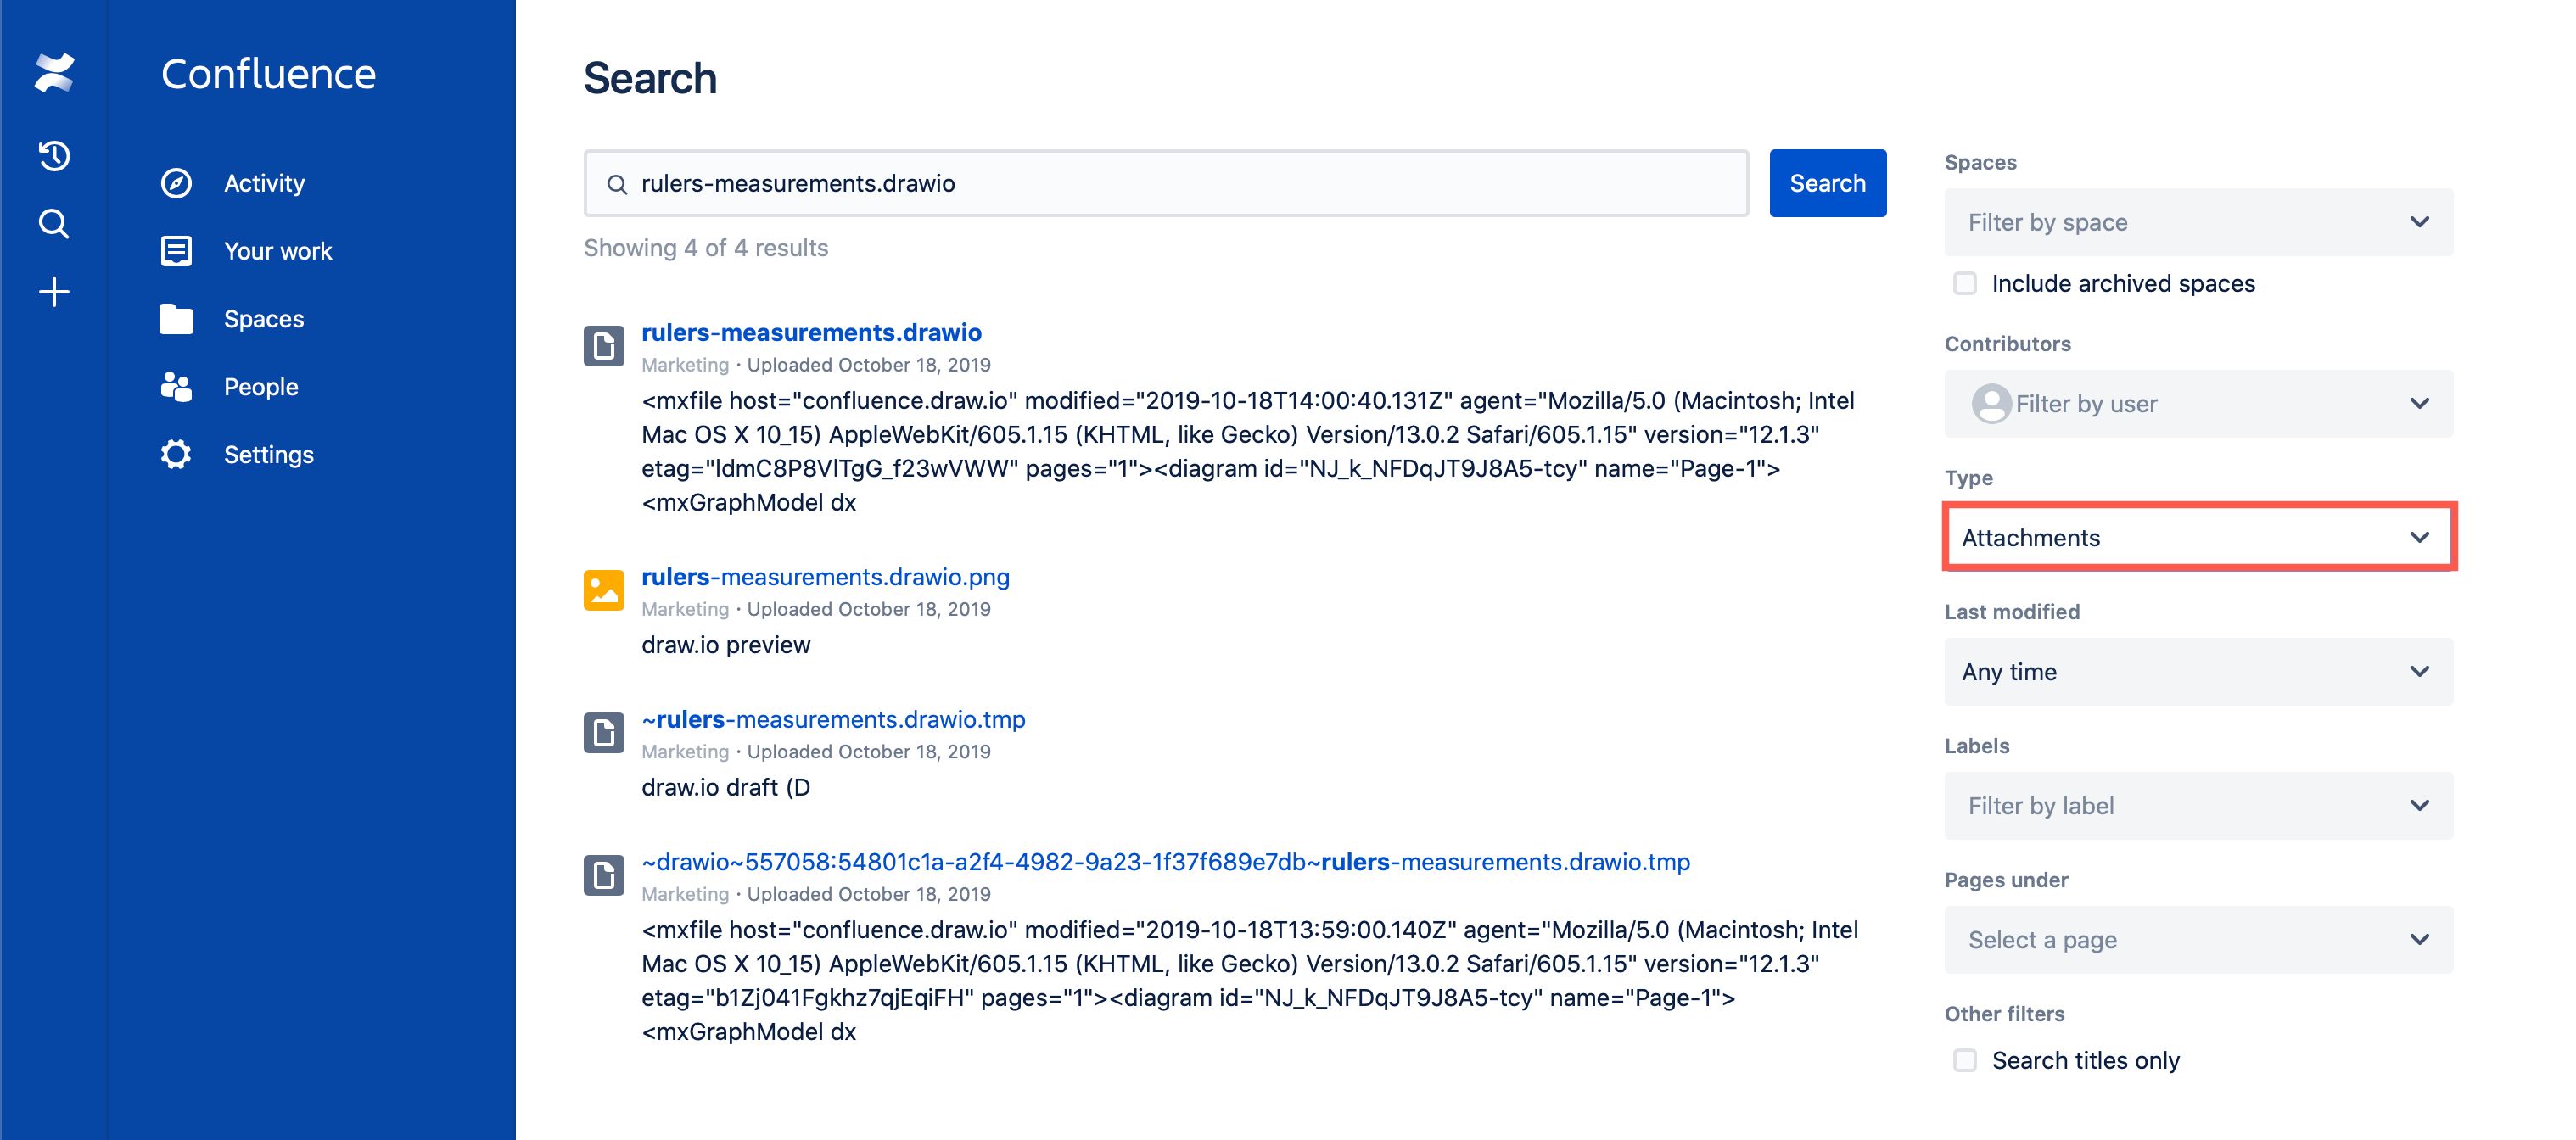 Confluence
Activity
Your work
Spaces
People
Settings
Search
rulers-measurements.drawio
Search
Showing 4 of 4 results
rulers-measurements.drawio
Marketing · Uploaded October 18, 2019
<mxfile host="confluence.draw.io" modified="2019-10-18T14:00:40.131Z" agent="Mozilla/5.0 (Macintosh; Intel
Mac OS X 10_15) AppleWebKit/605.1.15 (KHTML, like Gecko) Version/13.0.2 Safari/605.1.15" version="12.1.3"
etag="ldmC8P8VlTgG_f23wVWW" pages="1"><diagram id="NJ_k_NFDqJT9J8A5-tcy" name="Page-1">
<mxGraphModel dx
rulers-measurements.drawio.png
Marketing · Uploaded October 18, 2019
draw.io preview
~rulers-measurements.drawio.tmp
Marketing · Uploaded October 18, 2019
draw.io draft (D
~drawio~557058:54801c1a-a2f4-4982-9a23-1f37f689e7db~rulers-measurements.drawio.tmp
Marketing · Uploaded October 18, 2019
<mxfile host="confluence.draw.io" modified="2019-10-18T13:59:00.140Z" agent="Mozilla/5.0 (Macintosh; Intel
Mac OS X 10_15) AppleWebKit/605.1.15 (KHTML, like Gecko) Version/13.0.2 Safari/605.1.15" version="12.1.3"
etag="b1Zj041Fgkhz7qjEqiFH" pages="1"><diagram id="NJ_k_NFDqJT9J8A5-tcy" name="Page-1">
<mxGraphModel dx
Spaces
Filter by space
Include archived spaces
Contributors
Filter by user
Type
Attachments
Last modified
Any time
Labels
Filter by label
Pages under
Select a page
Other filters
Search titles only